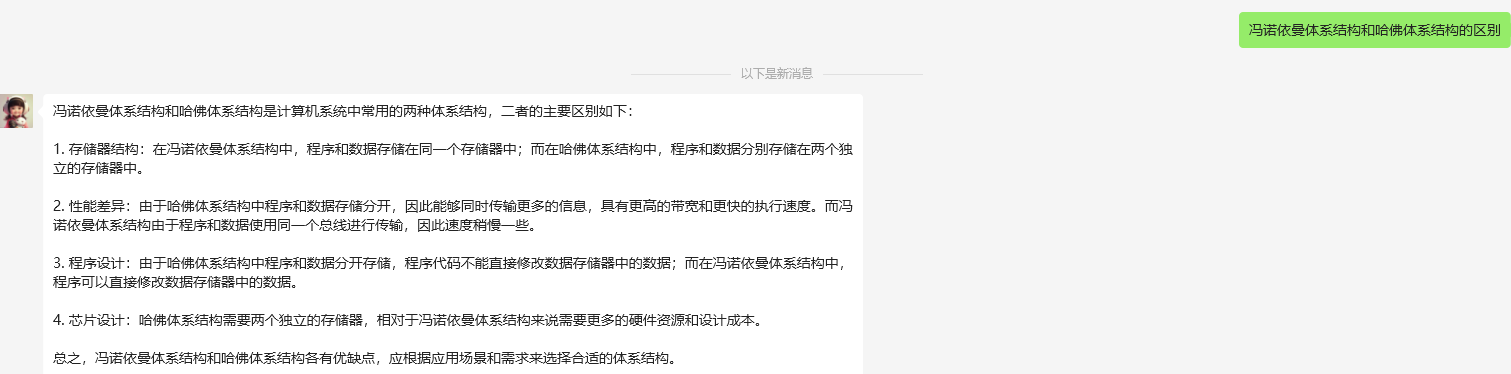 冯诺依曼体系结构和哈佛体系结构的区别
以下是新消息
冯诺依曼体系结构和哈佛体系结构是计算机系统中常用的两种体系结构，二者的主要区别如下：
1. 存储器结构：在冯诺依曼体系结构中，程序和数据存储在同一个存储器中；而在哈佛体系结构中，程序和数据分别存储在两个独
立的存储器中。
2. 性能差异：由于哈佛体系结构中程序和数据存储分开，因此能够同时传输更多的信息，具有更高的带宽和更快的执行速度。而冯
诺依曼体系结构由于程序和数据使用同一个总线进行传输，因此速度稍慢一些。
3. 程序设计：由于哈佛体系结构中程序和数据分开存储，程序代码不能直接修改数据存储器中的数据；而在冯诺依曼体系结构中，
程序可以直接修改数据存储器中的数据。
4. 芯片设计：哈佛体系结构需要两个独立的存储器，相对于冯诺依曼体系结构来说需要更多的硬件资源和设计成本。
总之，冯诺依曼体系结构和哈佛体系结构各有优缺点，应根据应用场景和需求来选择合适的体系结构。